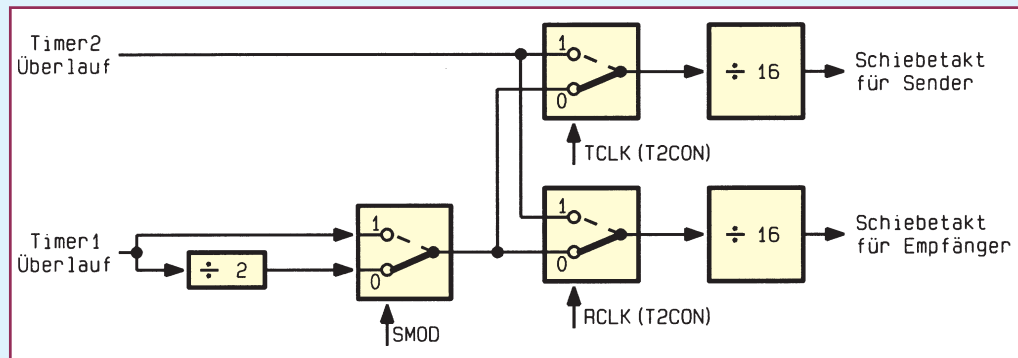 Timer2
Überlauf
1
0
÷ 16
Schiebetakt
für Sender
TCLK (T2CON)
Timer1
Überlauf
÷ 2
1
0
SMOD
1
0
÷ 16
Schiebetakt
für Empfänger
RCLK (T2CON)